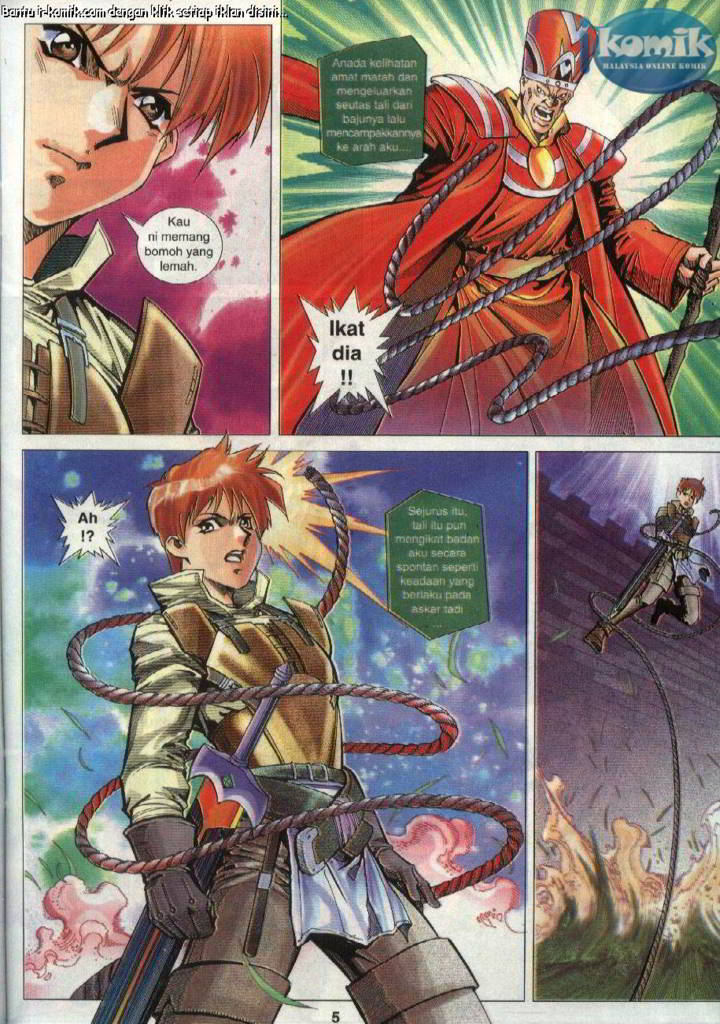 Bantu i-komik.com dengan klik setiap iklan disini...
komik
MALAYSIA ONLINE KOMIK
Kau
ni memang
bomoh yang
lemah.
Anada kelihatan
amat marah dan
mengeluarkan
seutas tali dari
bajunya lalu
mencampakkannya
ke arah aku....
Ikat
dia
!!
Ah
!?
Sejurus itu,
tali itu pun
mengikat badan
aku secara
spontan seperti
keadaan yang
berlaku pada
askar tadi
...
5